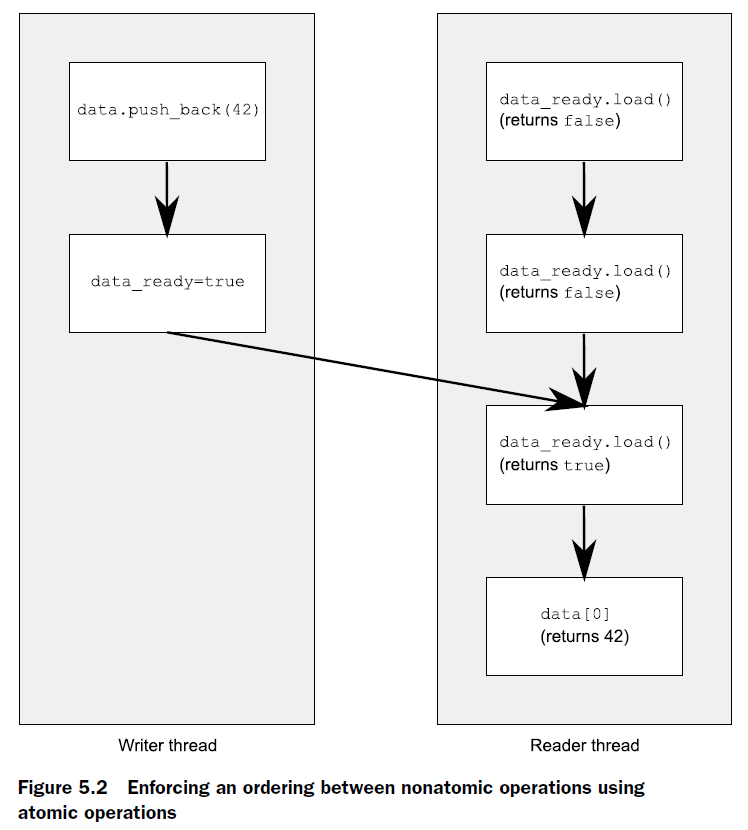 data.push_back(42)
data_ready=true
data_ready.load()
(returns false)
data_ready.load()
(returns false)
data_ready.load()
(returns true)
data[0]
(returns 42)
Writer thread
Reader thread
Figure 5.2 Enforcing an ordering between nonatomic operations using
atomic operations